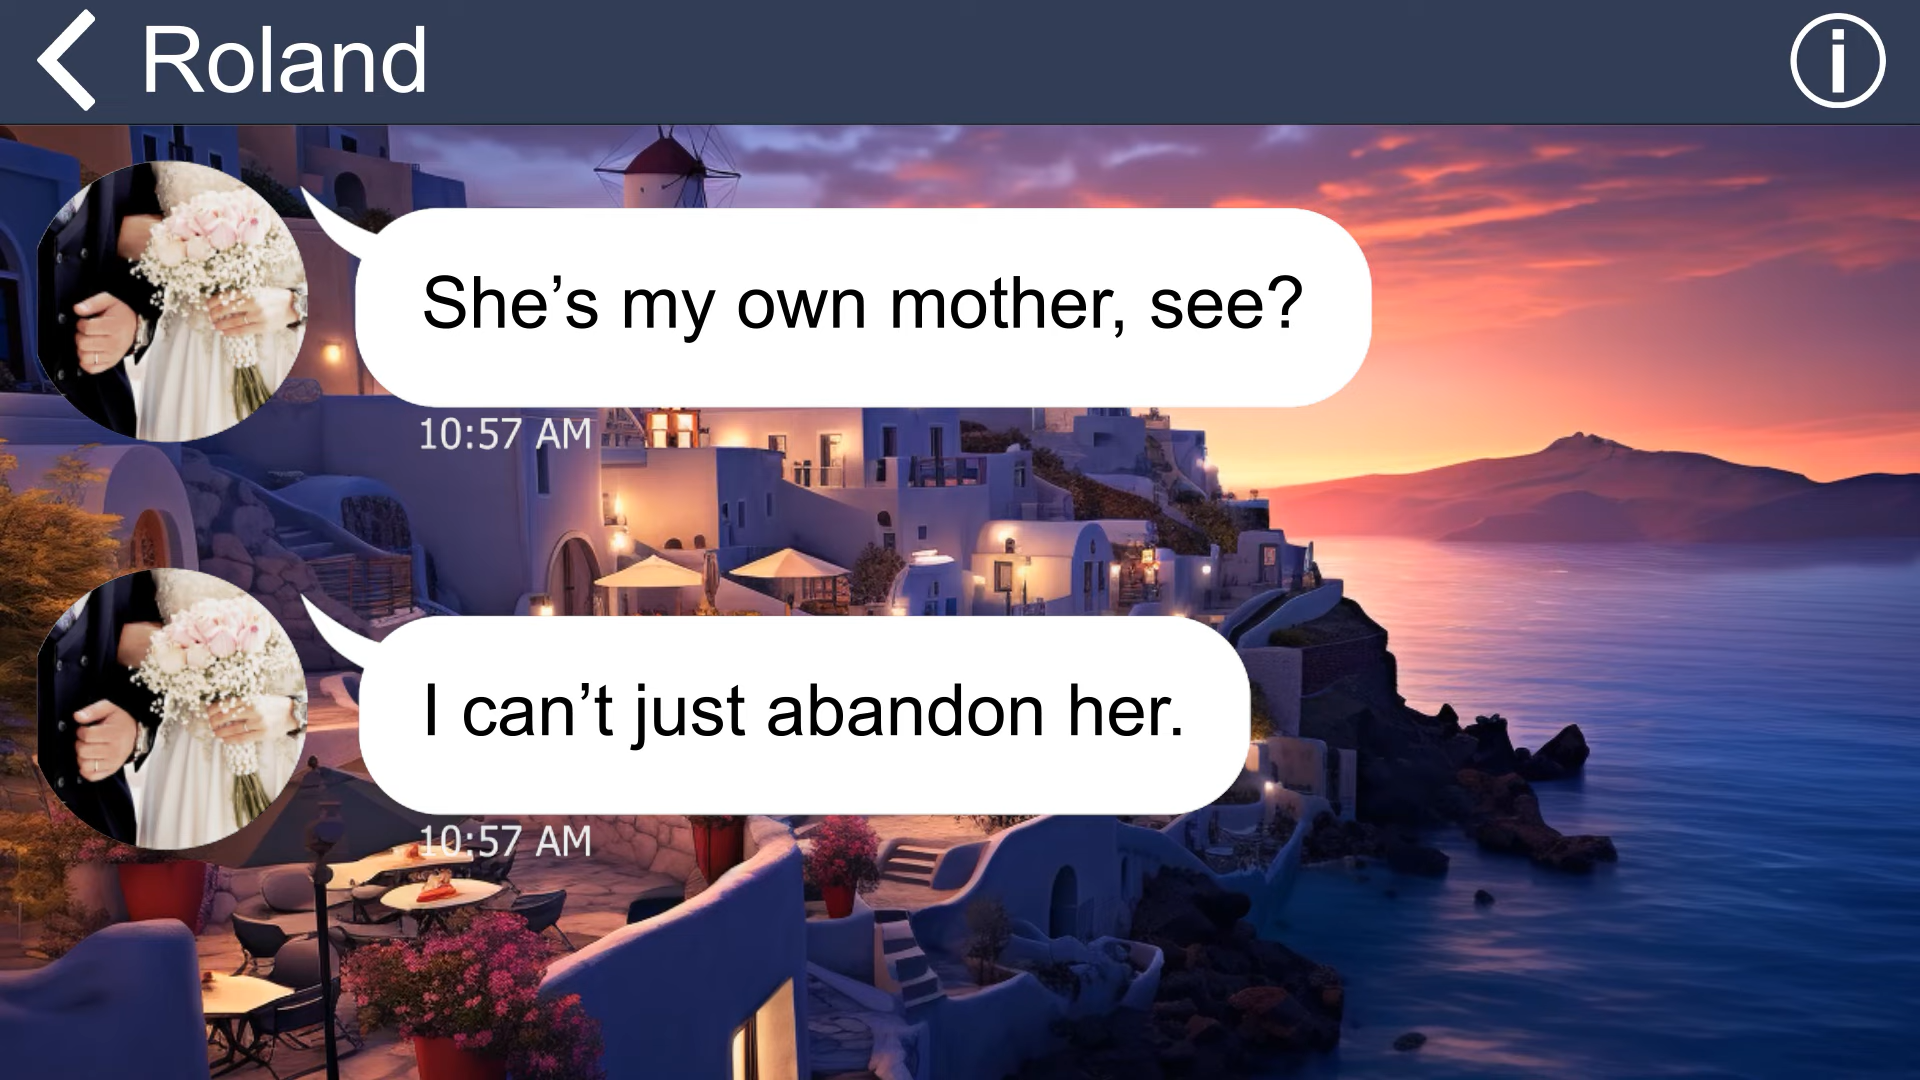 Roland
She’s my own mother, see?
10:57 AM
I can’t just abandon her.
10:57 AM